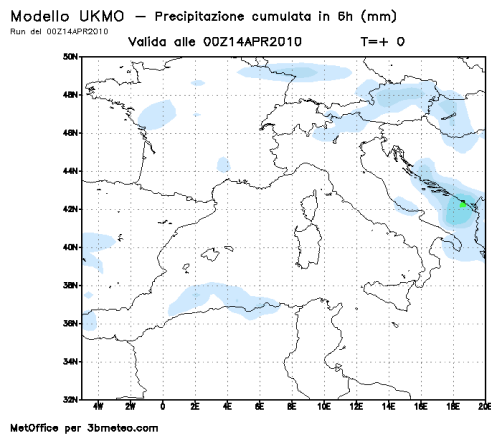 Modello UKMO — Precipitazione cumulata in 6h (mm)
Run del 00Z14APR2010
Valida alle 00Z14APR2010 T=+ 0
50N
48N
46N
44N
42N
40N
38N
36N
34N
32N
4W 2W 0 2E 4E 6E 8E 10E 12E 14E 16E 18E 20E
MetOffice per 3bmeteo.com